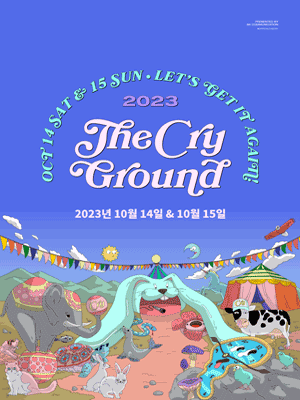 OCT 14 SAT & 15 SUN • LET'S GET IT AGAIN!
2023
The Cry
Ground
2023년 10월 14일 & 10월 15일